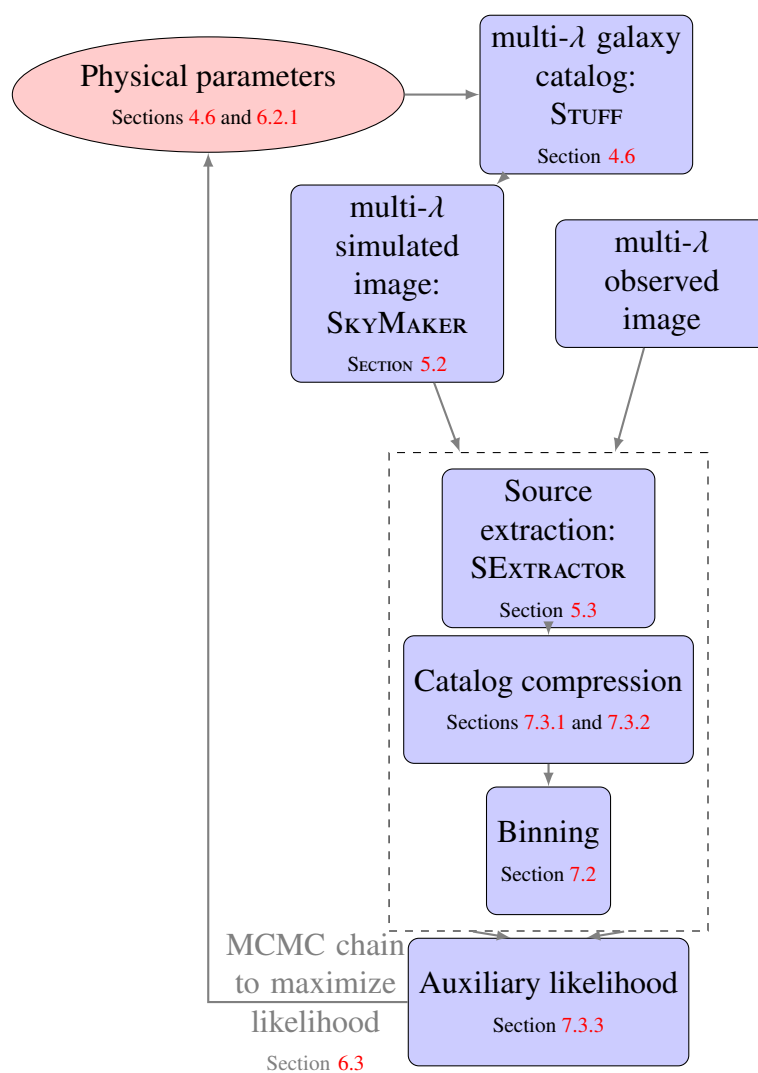 Physical parameters
Sections 4.6 and 6.2.1
multi-λ galaxy
catalog:
STUFF
Section 4.6
multi-λ
simulated
image:
SKYMAKER
SECTION 5.2
multi-λ
observed
image
Source
extraction:
SEXTRACTOR
Section 5.3
Catalog compression
Sections 7.3.1 and 7.3.2
Binning
Section 7.2
Auxiliary likelihood
Section 7.3.3
MCMC chain
to maximize
likelihood
Section 6.3